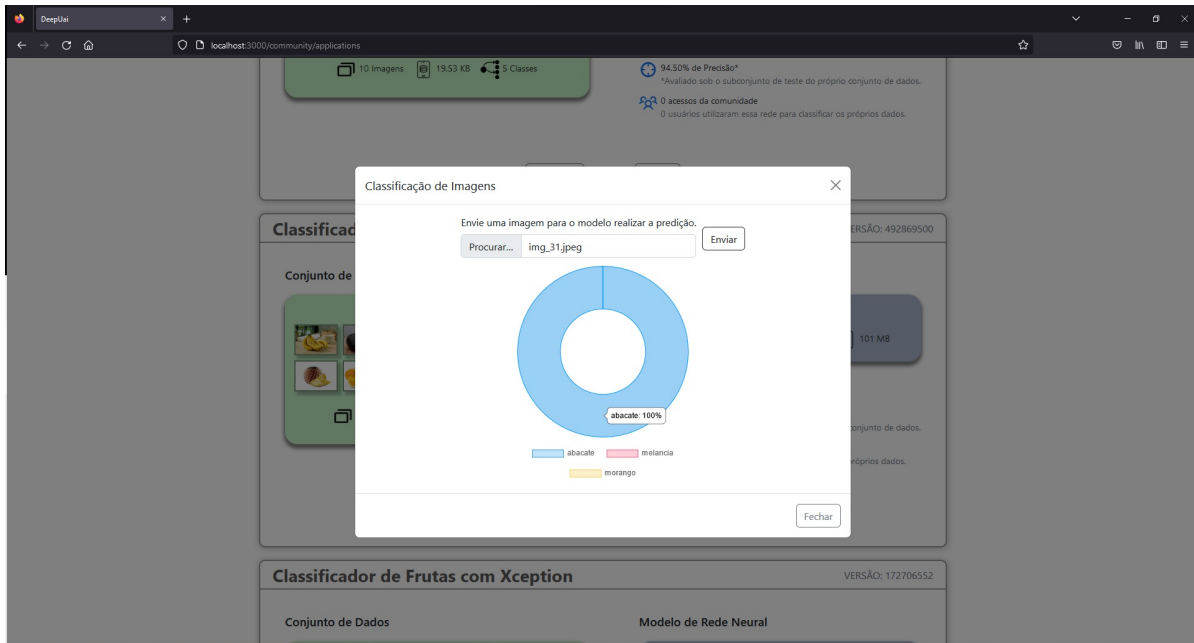 DeepUai
localhost:3000/community/applications
10 Imagens 19.53 KB 5 Classes
94.50% de Precisão*
*Avaliado sob o subconjunto de teste do próprio conjunto de dados.
0 acessos da comunidade
0 usuários utilizaram essa rede para classificar os próprios dados.
Classificação de Imagens
Envie uma imagem para o modelo realizar a predição.
Procurar... img_31.jpeg Enviar
abacate: 100%
abacate melancia
morango
Fechar
Classificad
ERSÃO: 492869500
Conjunto de
101 MB
onjunto de dados.
róprios dados.
Classificador de Frutas com Xception VERSÃO: 172706552
Conjunto de Dados Modelo de Rede Neural